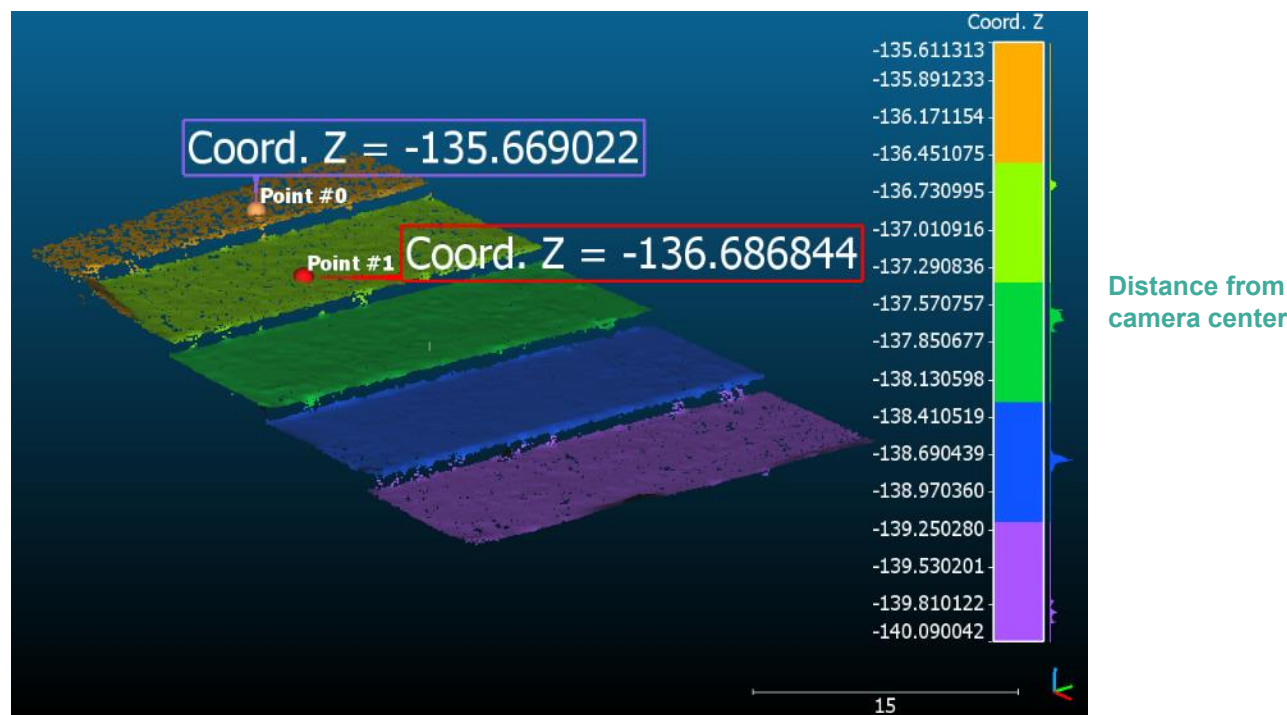 Coord. Z
-135.611313
-135.891233
-136.171154
-136.451075
-136.730995
-137.010916
-137.290836
-137.570757
-137.850677
-138.130598
-138.410519
-138.690439
-138.970360
-139.250280
-139.530201
-139.810122
-140.090042
Coord. Z = -135.669022
Point #0
Point #1
Coord. Z = -136.686844
Distance from
camera center
15